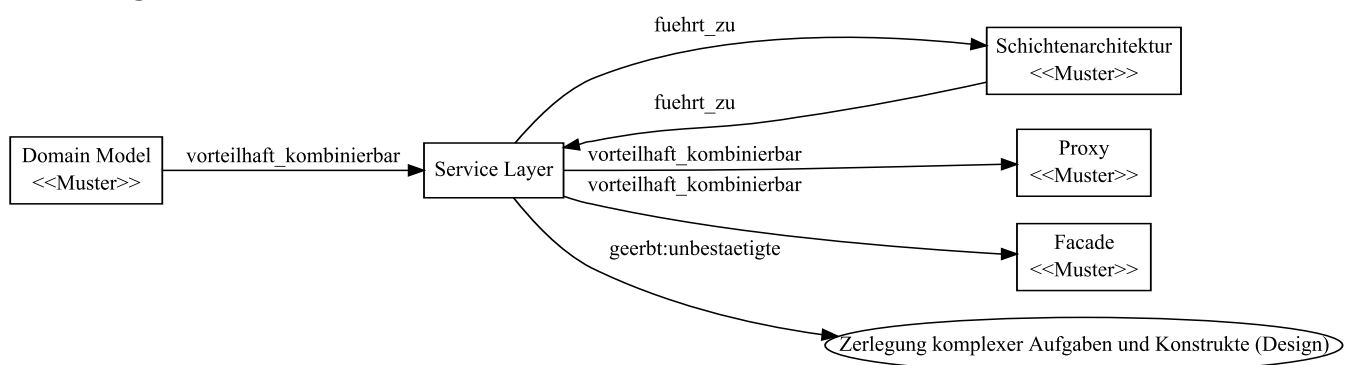 fuehrt_zu
Schichtenarchitektur
<<Muster>>
fuehrt_zu
Domain Model
<<Muster>>
vorteilhaft_kombinierbar
Service Layer
vorteilhaft_kombinierbar
Proxy
<<Muster>>
vorteilhaft_kombinierbar
Facade
<<Muster>>
geerbt:unbestaetigte
Zerlegung komplexer Aufgaben und Konstrukte (Design)